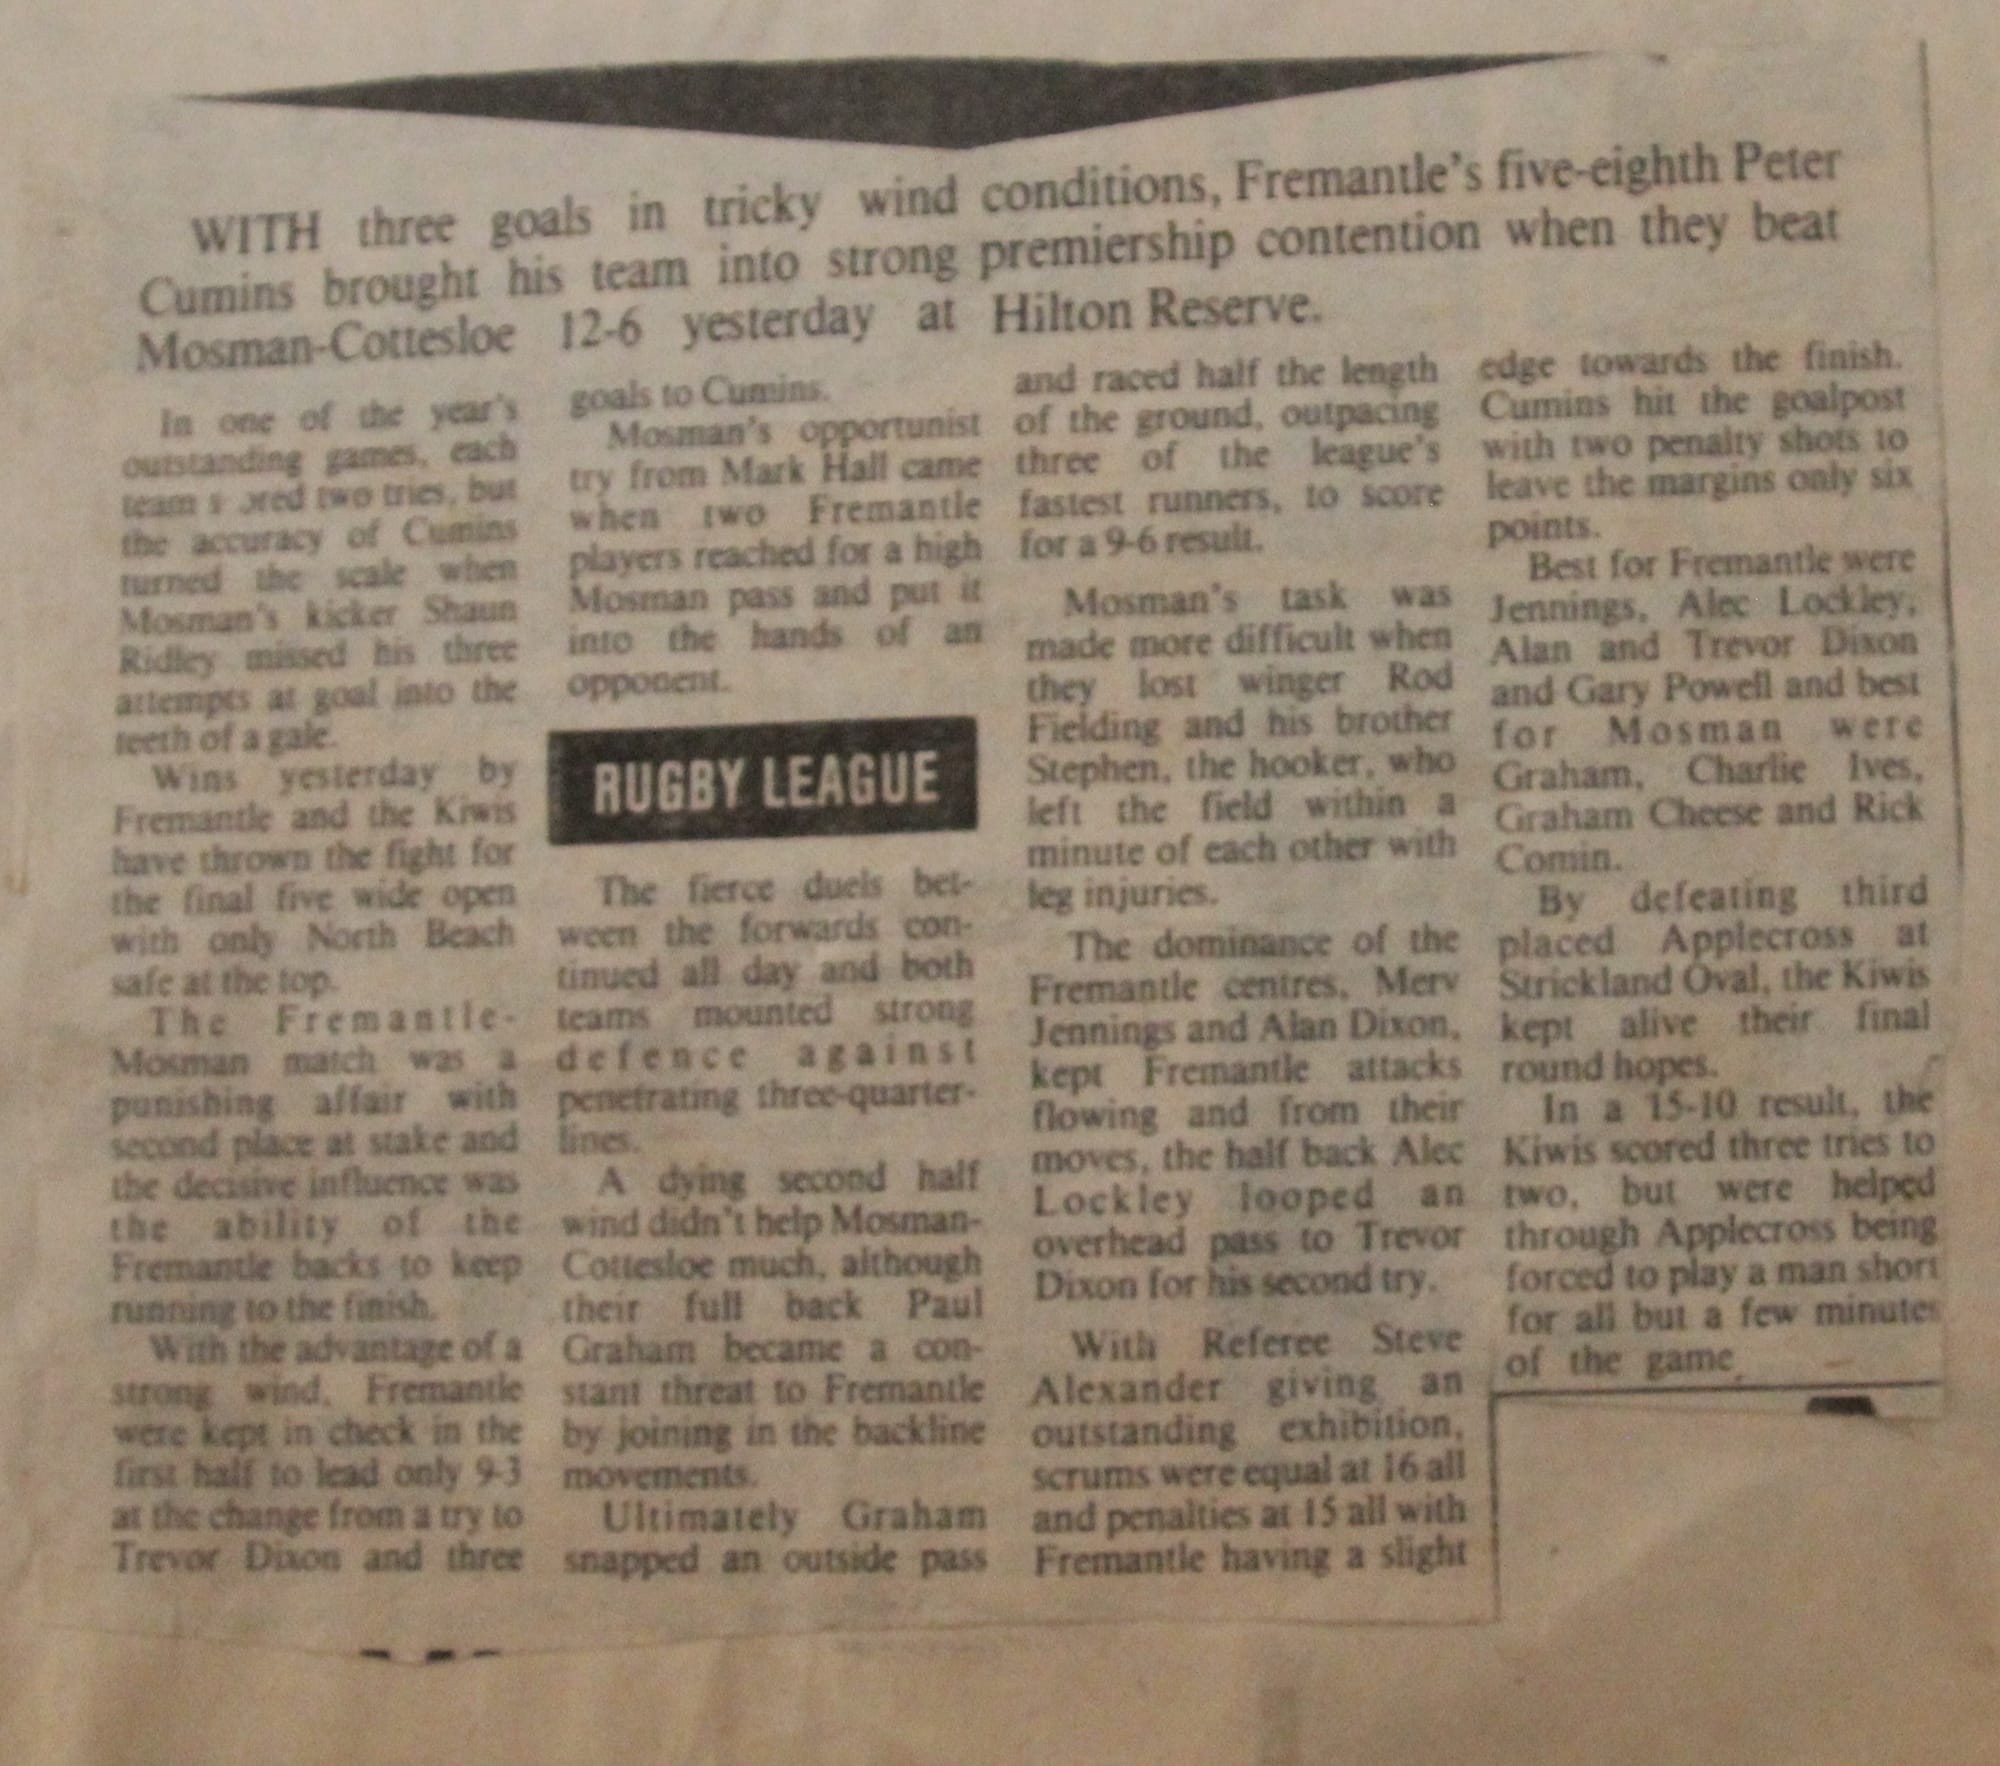 WITH three goals in tricky wind conditions, Fremantle's five-eighth Peter
Cumins brought his team into strong premiership contention when they beat
Mosman-Cottesloe 12-6 yesterday at Hilton Reserve.
In one of the year's
outstanding games, each
team s ored two tries, but
the accuracy of Cumins
turned the scale when
Mosman's kicker Shaun
Ridley missed his three
attempts at goal into the
teeth of a gale.
Wins yesterday by
Fremantle and the Kiwis
have thrown the fight for
the final five wide open
with only North Beach
safe at the top.
The Fremantle-
Mosman match was a
punishing affair with
second place at stake and
the decisive influence was
the ability of the
Fremantle backs to keep
running to the finish.
With the advantage of a
strong wind, Fremantle
were kept in check in the
first half to lead only 9-3
at the change from a try to
Trevor Dixon and three
goals to Cumins.
Mosman's opportunist
try from Mark Hall came
when two Fremantle
players reached for a high
Mosman pass and put it
into the hands of an
opponent.
RUGBY LEAGUE
The fierce duels bet-
ween the forwards con-
tinued all day and both
teams mounted strong
defence against
penetrating three-quarter-
lines.
A dying second half
wind didn't help Mosman-
Cottesloe much, although
their full back Paul
Graham became a con-
stant threat to Fremantle
by joining in the backline
movements.
Ultimately Graham
snapped an outside pass
and raced half the length
of the ground, outpacing
three of the league's
fastest runners, to score
for a 9-6 result.
Mosman's task was
made more difficult when
they lost winger Rod
Fielding and his brother
Stephen, the hooker, who
left the field within a
minute of each other with
leg injuries.
The dominance of the
Fremantle centres, Merv
Jennings and Alan Dixon,
kept Fremantle attacks
flowing and from their
moves, the half back Alec
Lockley looped an
overhead pass to Trevor
Dixon for his second try.
With Referee Steve
Alexander giving an
outstanding exhibition,
scrums were equal at 16 all
and penalties at 15 all with
Fremantle having a slight
edge towards the finish.
Cumins hit the goalpost
with two penalty shots to
leave the margins only six
points.
Best for Fremantle were
Jennings, Alec Lockley,
Alan and Trevor Dixon
and Gary Powell and best
for Mosman were
Graham, Charlie Ives,
Graham Cheese and Rick
Comin.
By defeating third
placed Applecross at
Strickland Oval, the Kiwis
kept alive their final
round hopes.
In a 15-10 result, the
Kiwis scored three tries to
two, but were helped
through Applecross being
forced to play a man short
for all but a few minutes
of the game.